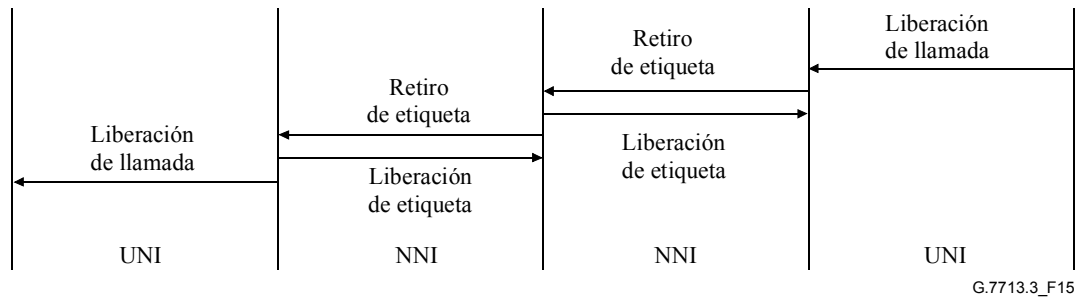 Liberación
de llamada
Retiro
de etiqueta
Retiro
de etiqueta
Liberación
de llamada
Liberación
de etiqueta
Liberación
de etiqueta
UNI
NNI
NNI
UNI
G.7713.3_F15